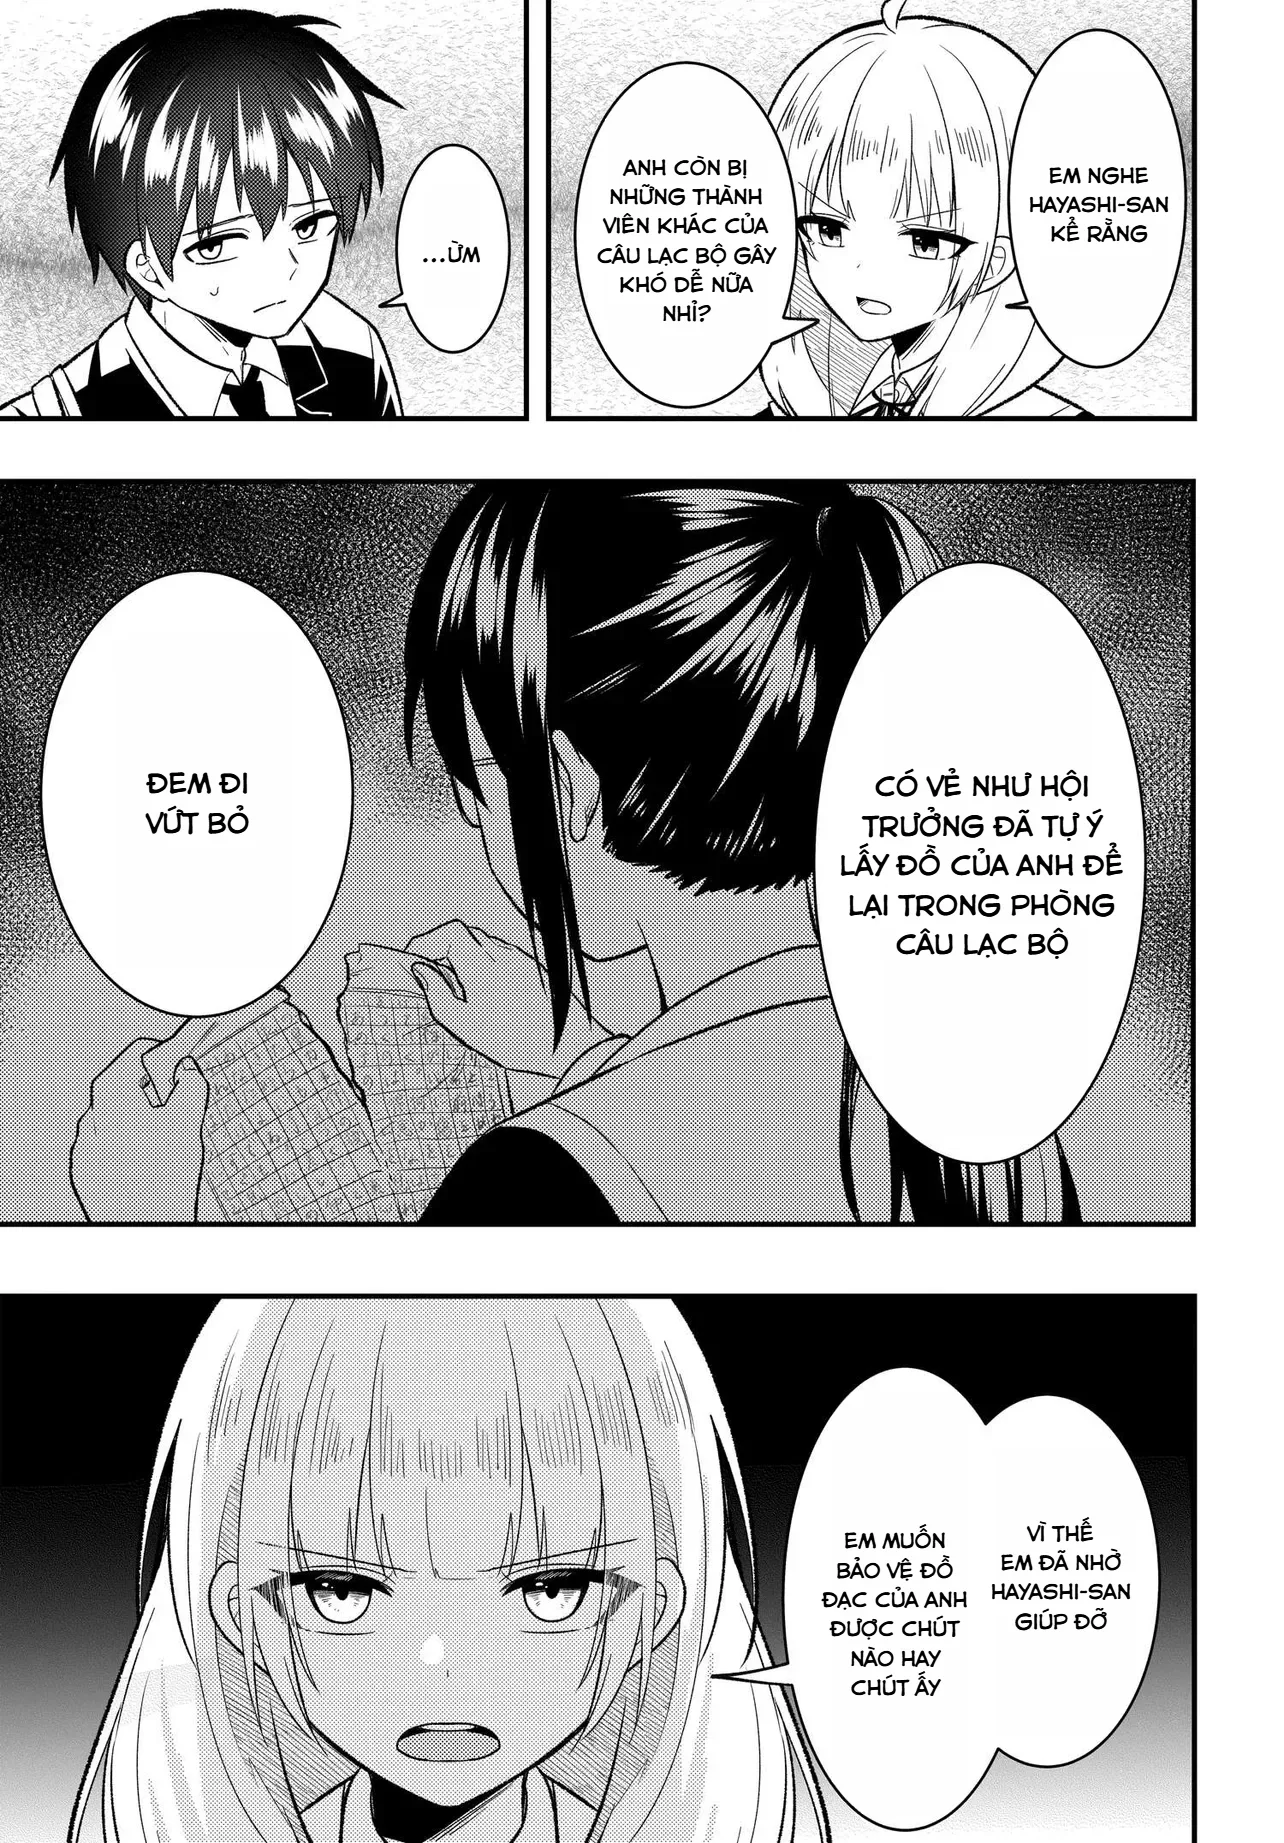 EM NGHE
HAYASHI-SAN
KỂ RẰNG
ANH CÒN BỊ
NHỮNG THÀNH
VIÊN KHÁC CỦA
CÂU LẠC BỘ GÂY
KHÓ DỄ NỮA
NHỈ?
...ỪM
CÓ VẺ NHƯ HỘI
TRƯỞNG ĐÃ TỰ Ý
LẤY ĐỒ CỦA ANH ĐỂ
LẠI TRONG PHÒNG
CÂU LẠC BỘ
ĐEM ĐI
VỨT BỎ
VÌ THẾ
EM ĐÃ NHỜ
HAYASHI-SAN
GIÚP ĐỠ
EM MUỐN
BẢO VỆ ĐỒ
ĐẠC CỦA ANH
ĐƯỢC CHÚT
NÀO HAY
CHÚT ẤY